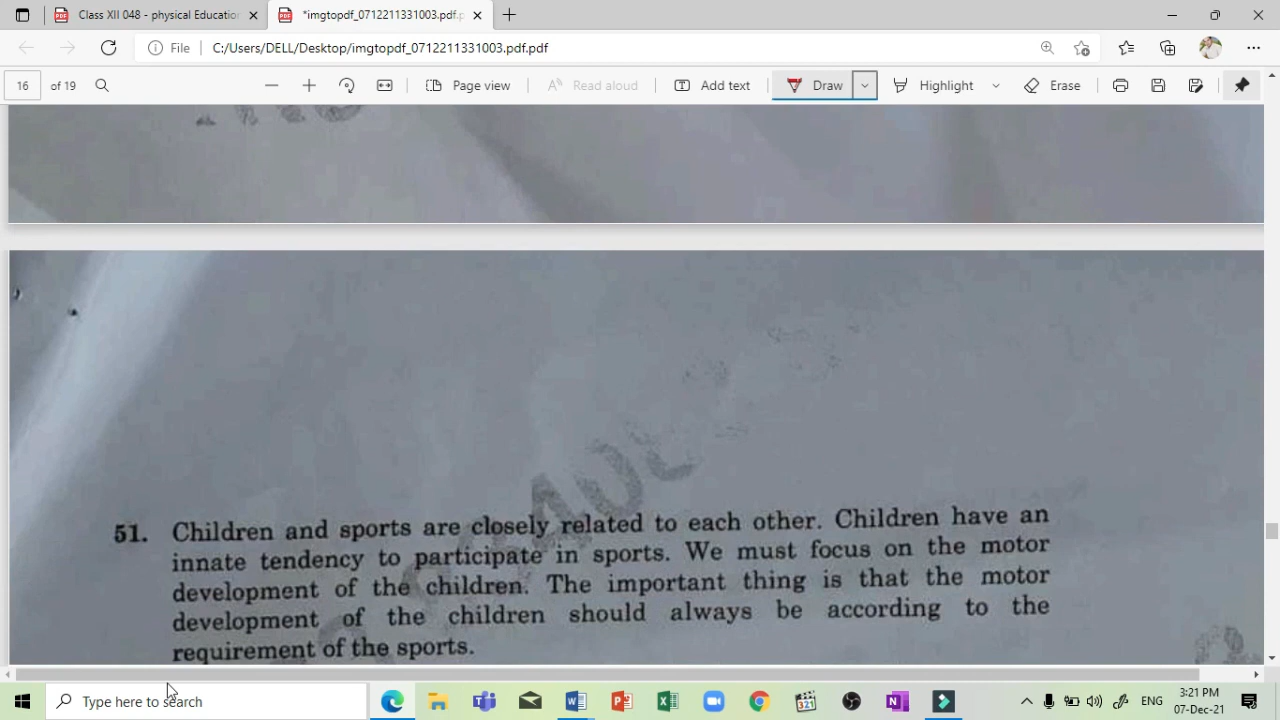 Class XII 048 - physical Educatio
*imgtopdf_0712211331003.pdf.p
File C:/Users/DELL/Desktop/imgtopdf_0712211331003.pdf.pdf
16 of 19 Page view Read aloud Add text Draw Highlight Erase
51. Children and sports are closely related to each other. Children have an
innate tendency to participate in sports. We must focus on the motor
development of the children. The important thing is that the motor
development of the children should always be according to the
requirement of the sports.
Type here to search
ENG
3:21 PM
07-Dec-21